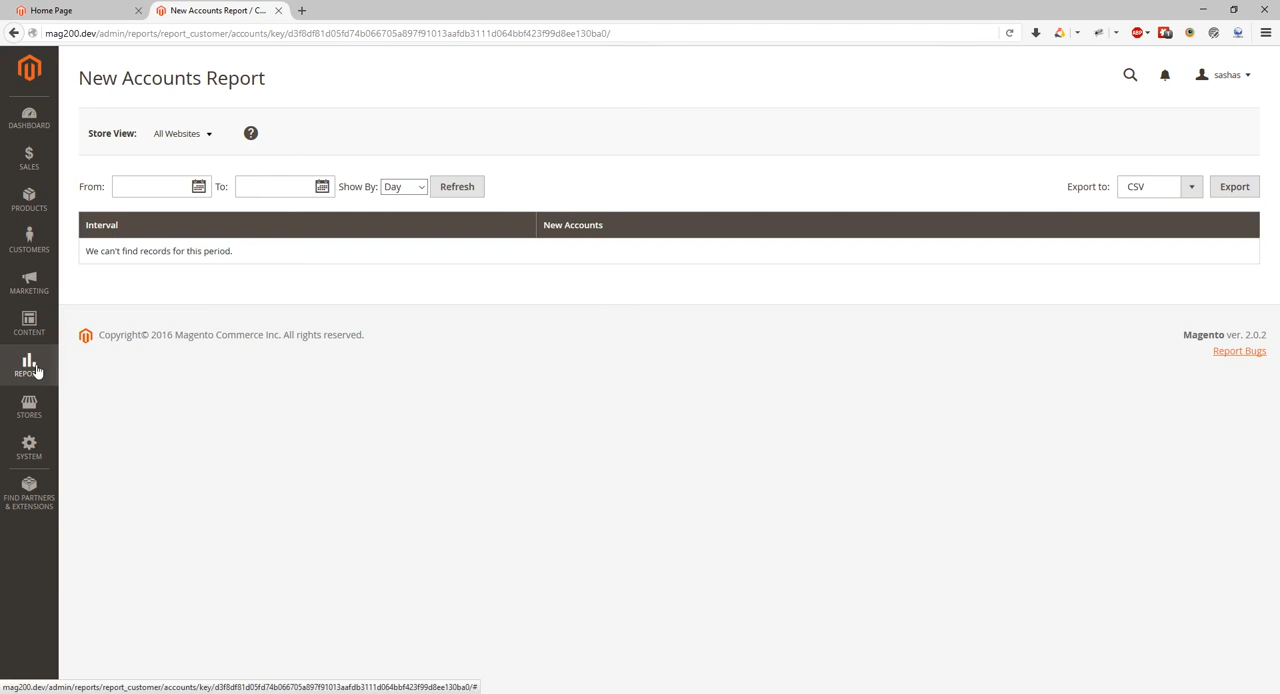 Home Page
New Accounts Report / C...
mag200.dev/admin/reports/report_customer/accounts/key/d3f8df81d05fd74b066705a897f91013aafdb3111d064bbf423f99d8ee130ba0/
New Accounts Report
sashas
DASHBOARD
SALES
PRODUCTS
CUSTOMERS
MARKETING
CONTENT
REPORTS
STORES
SYSTEM
FIND PARTNERS
& EXTENSIONS
Store View: All Websites ?
From: To: Show By: Day Refresh Export to: CSV Export
Interval New Accounts
We can't find records for this period.
Copyright© 2016 Magento Commerce Inc. All rights reserved.
Magento ver. 2.0.2
Report Bugs
mag200.dev/admin/reports/report_customer/accounts/key/d3f8df81d05fd74b066705a897f91013aafdb3111d064bbf423f99d8ee130ba0/#